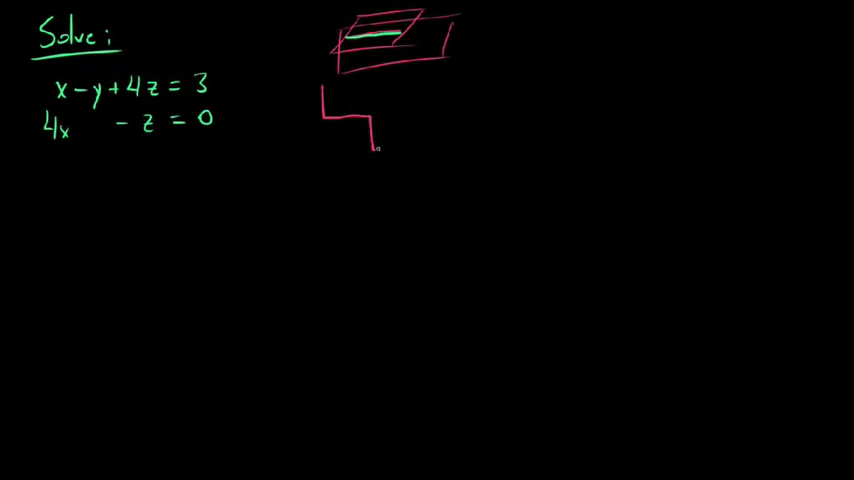 Solve:
x - y + 4z = 3
4x - z = 0